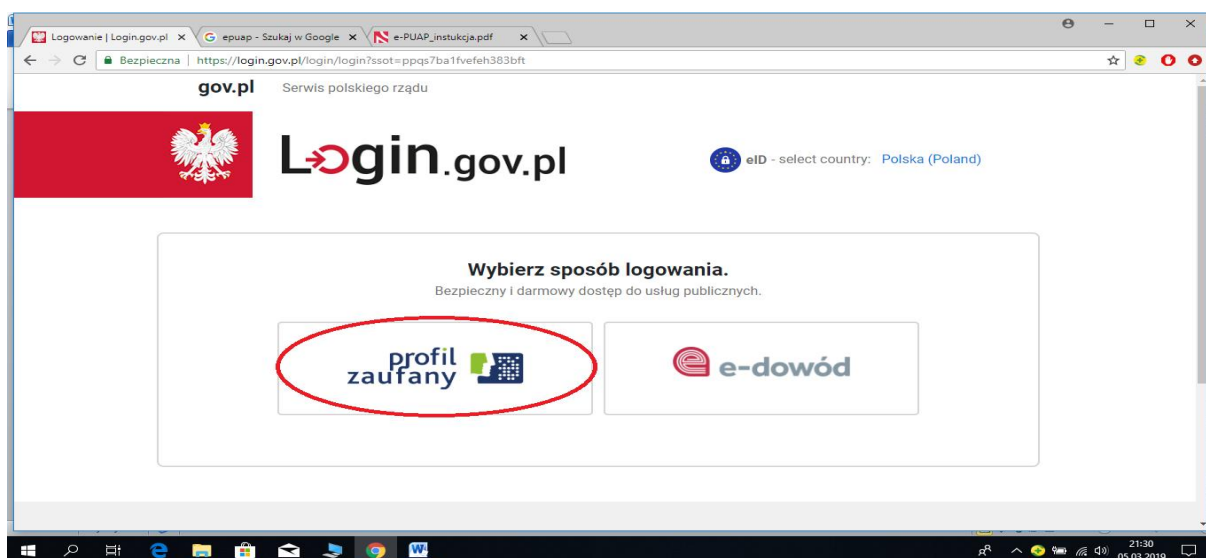 Logowanie | Login.gov.pl
epuap - Szukaj w Google
e-PUAP_instukcja.pdf
Bezpieczna
https://login.gov.pl/login/login?ssot=ppqs7ba1fvefeh383bft
gov.pl Serwis polskiego rządu
Login.gov.pl
eID - select country: Polska (Poland)
Wybierz sposób logowania.
Bezpieczny i darmowy dostęp do usług publicznych.
profil
zaufany
e-dowód
21:30
05.03.2019